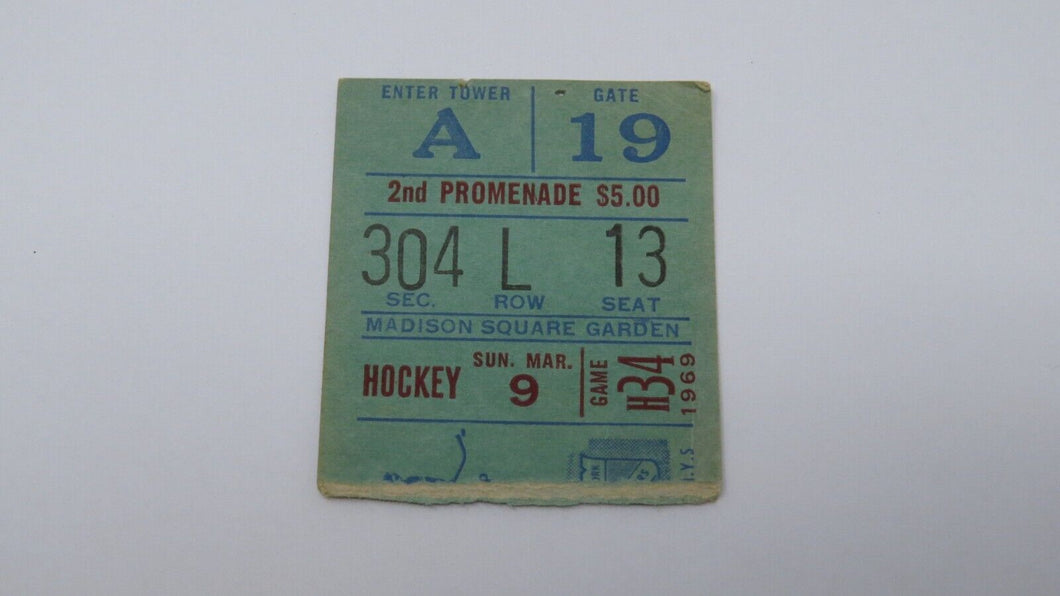 ENTER TOWER GATE
A 19
2nd PROMENADE $5.00
304 L 13
SEC. ROW SEAT
MADISON SQUARE GARDEN
HOCKEY SUN. MAR. 9 GAME H34 1969